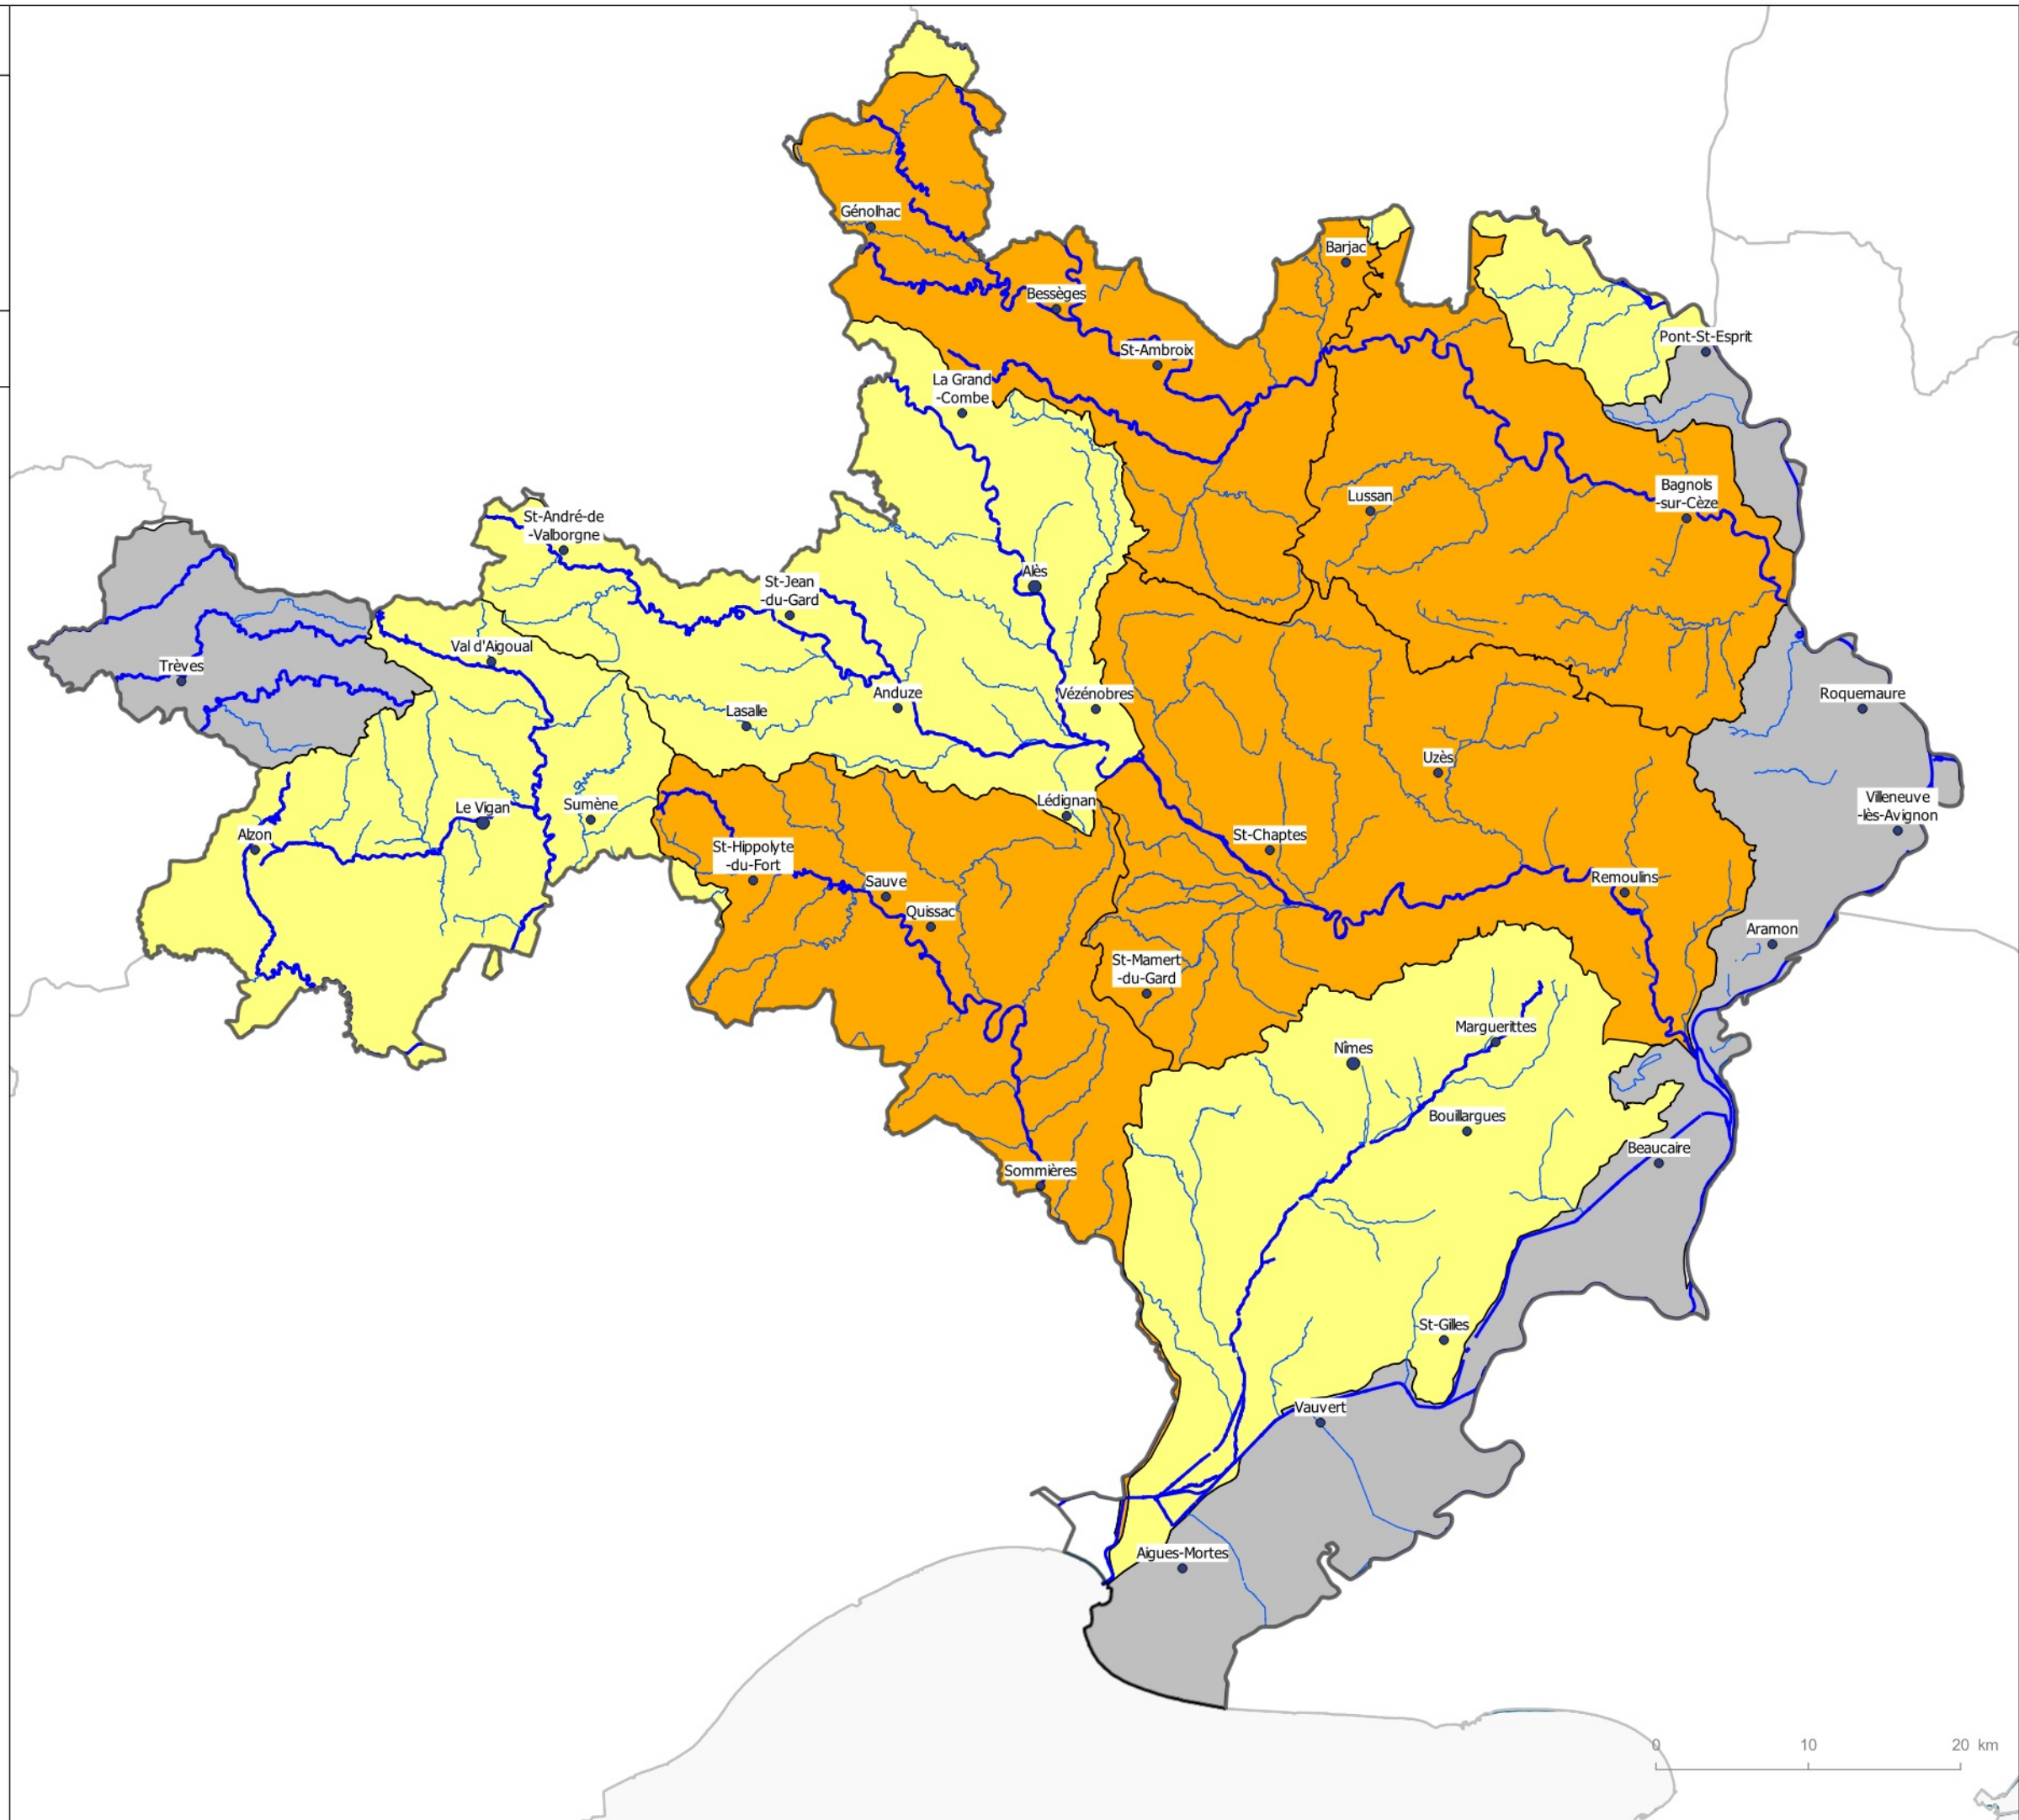 Génolhac
Barjac
Bessèges
Pont-St-Esprit
St-Ambroix
La Grand
-Combe
Bagnols
-sur-Cèze
Lussan
St-André-de
-Valborgne
Alès
St-Jean
-du-Gard
Val d'Aigoual
Trèves
Anduze
Vézénobres
Roquemaure
Lasalle
Uzès
Villeneuve
-lès-Avignon
Le Vigan
Sumène
Lédignan
Alzon
St-Chaptes
St-Hippolyte
-du-Fort
Sauve
Remoulins
Quissac
Aramon
St-Mamert
-du-Gard
Marguerittes
Nîmes
Bouillargues
Beaucaire
Sommières
St-Gilles
Vauvert
Aigues-Mortes
0 10 20 km